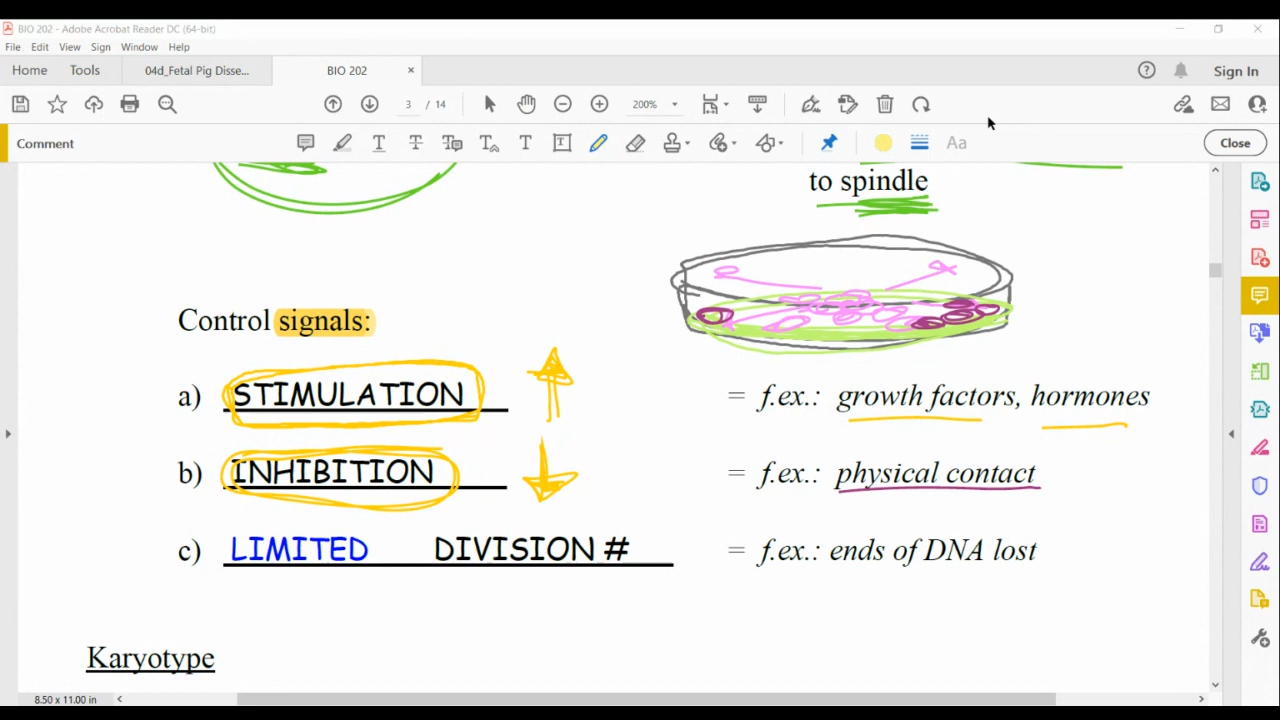 BIO 202 - Adobe Acrobat Reader DC (64-bit)
File Edit View Sign Window Help
Home Tools 04d_Fetal Pig Disse... BIO 202 × Sign In
3 / 14 200%
Comment Close
to spindle
Control signals:
a) STIMULATION = f.ex.: growth factors, hormones
b) INHIBITION = f.ex.: physical contact
c) LIMITED DIVISION # = f.ex.: ends of DNA lost
Karyotype
8.50 x 11.00 in